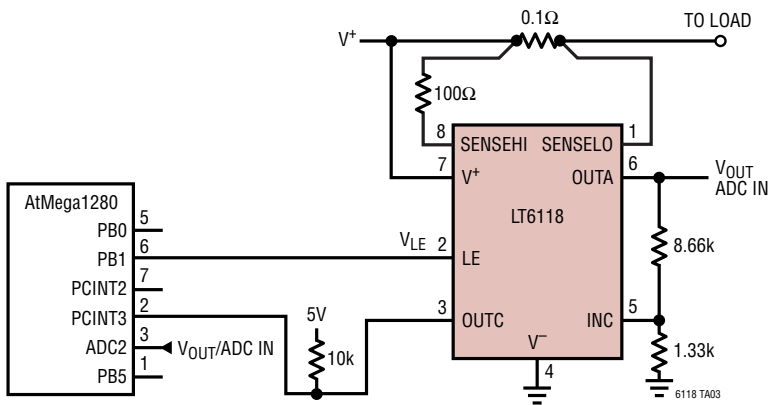 0.1Ω
TO LOAD
V+
100Ω
8
SENSEHI
SENSELO
1
7
V+
OUTA
6
VOUT
ADC IN
LT6118
AtMega1280
PB0
5
PB1
6
VLE
2
LE
8.66k
PCINT2
7
PCINT3
2
5V
3
OUTC
INC
5
ADC2
3
VOUT/ADC IN
10k
V−
1.33k
PB5
1
4
6118 TA03